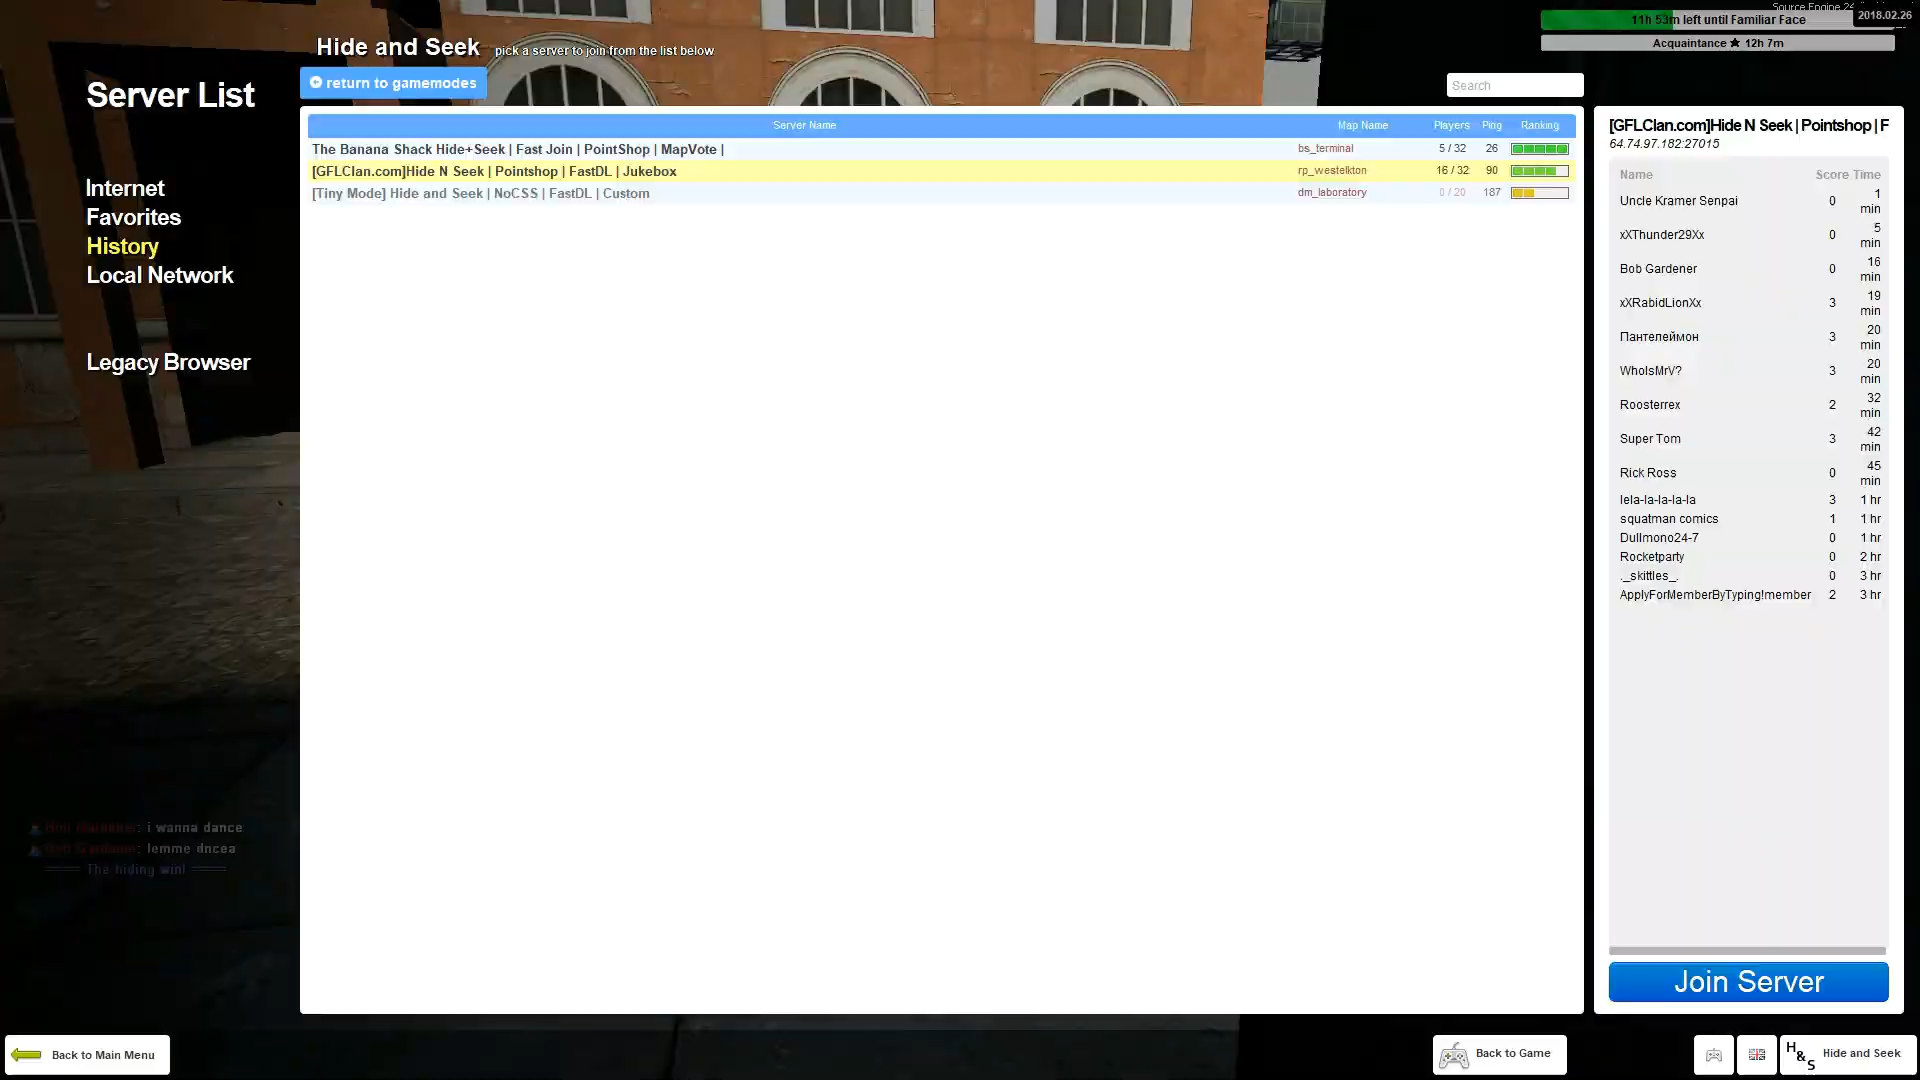 Source Engine 24
2018.02.26
11h 53m left until Familiar Face
Acquaintance ★ 12h 7m
Hide and Seek pick a server to join from the list below
Server List
return to gamemodes
Search
Internet
Favorites
History
Local Network
Legacy Browser
Server Name Map Name Players Ping Ranking
The Banana Shack Hide+Seek | Fast Join | PointShop | MapVote | bs_terminal 5 / 32 26
[GFLClan.com]Hide N Seek | Pointshop | FastDL | Jukebox rp_westelkton 16 / 32 90
[Tiny Mode] Hide and Seek | NoCSS | FastDL | Custom dm_laboratory 0 / 20 187
[GFLClan.com]Hide N Seek | Pointshop | F
64.74.97.182:27015
Name Score Time
Uncle Kramer Senpai 0 1 min
xXThunder29Xx 0 5 min
Bob Gardener 0 16 min
xXRabidLionXx 3 19 min
Пантелеймон 3 20 min
WhoIsMrV? 3 20 min
Roosterrex 2 32 min
Super Tom 3 42 min
Rick Ross 0 45 min
lela-la-la-la-la 3 1 hr
squatman comics 1 1 hr
Dullmono24-7 0 1 hr
Rocketparty 0 2 hr
._skittles_. 0 3 hr
ApplyForMemberByTyping!member 2 3 hr
Join Server
Bob Gardener: i wanna dance
Bob Gardener: lemme dncea
The hiding win!
Back to Main Menu
Back to Game
H&S Hide and Seek